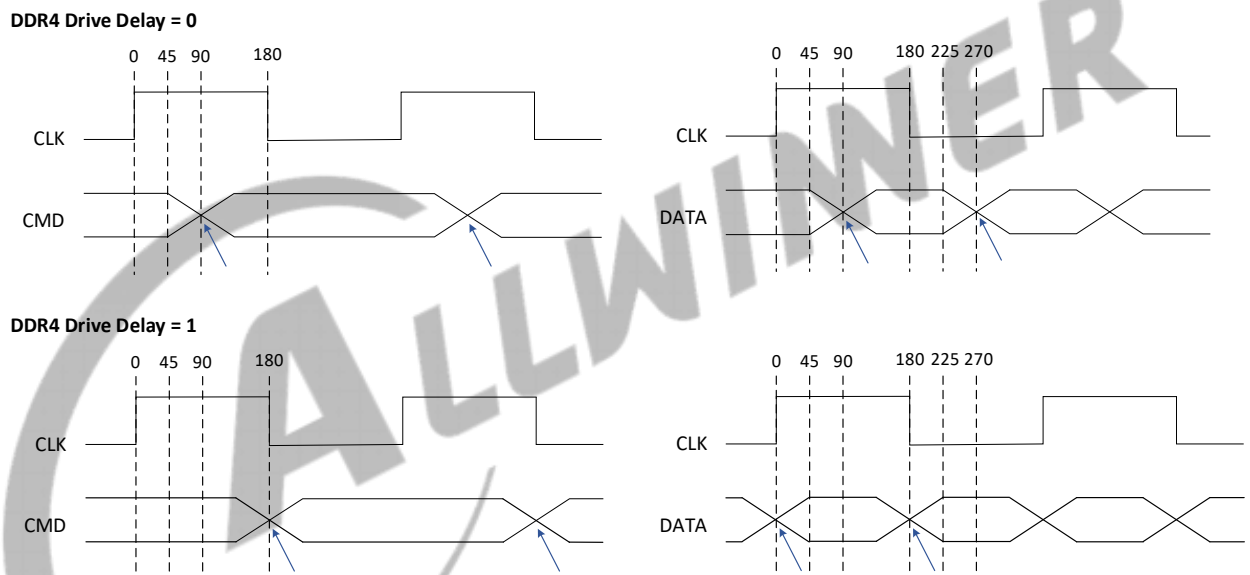 DDR4 Drive Delay = 0
0 45 90 180
CLK
CMD
0 45 90 180 225 270
CLK
DATA
DDR4 Drive Delay = 1
0 45 90 180
CLK
CMD
0 45 90 180 225 270
CLK
DATA
ALLWINNER